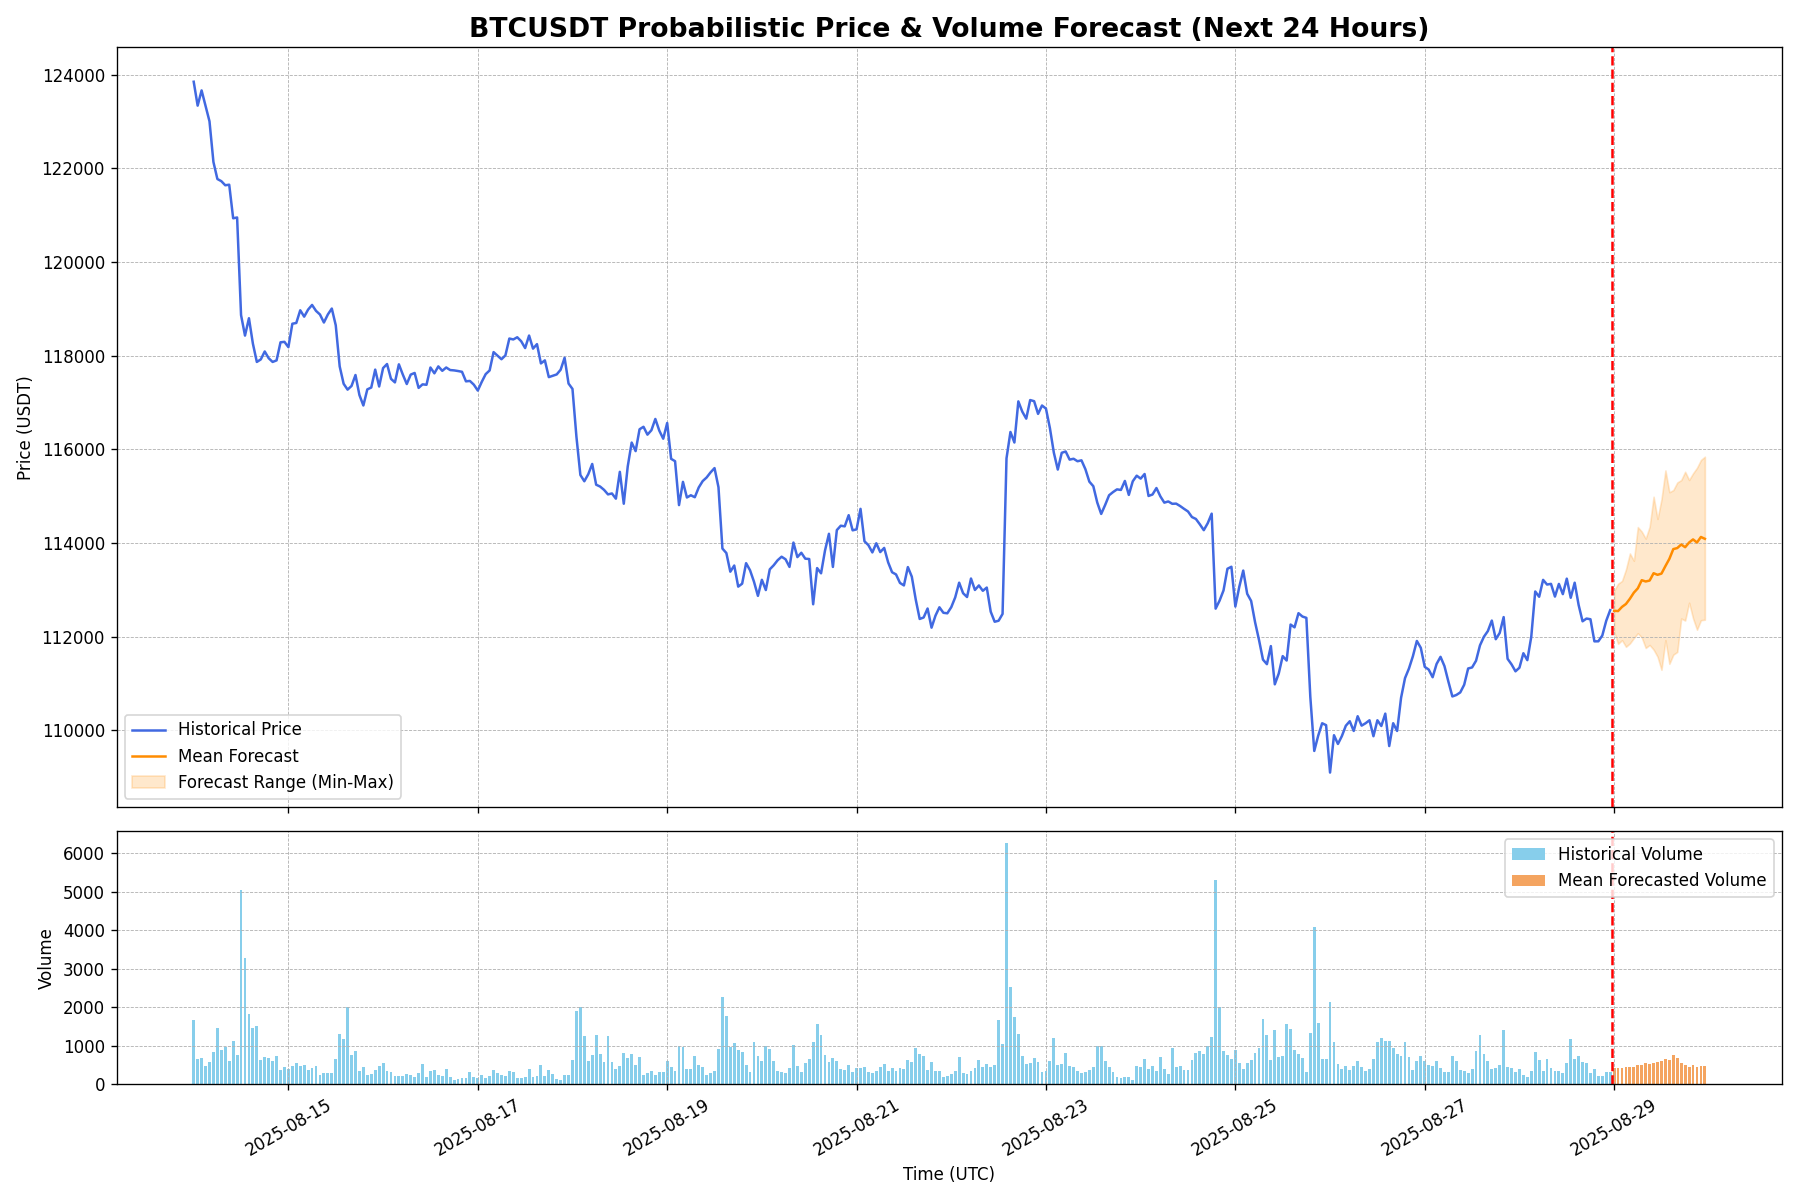 BTCUSDT Probabilistic Price & Volume Forecast (Next 24 Hours)
124000
122000
120000
118000
116000
114000
112000
110000
Price (USDT)
Historical Price
Mean Forecast
Forecast Range (Min-Max)
6000
5000
4000
3000
2000
1000
0
Volume
Historical Volume
Mean Forecasted Volume
2025-08-15
2025-08-17
2025-08-19
2025-08-21
2025-08-23
2025-08-25
2025-08-27
2025-08-29
Time (UTC)